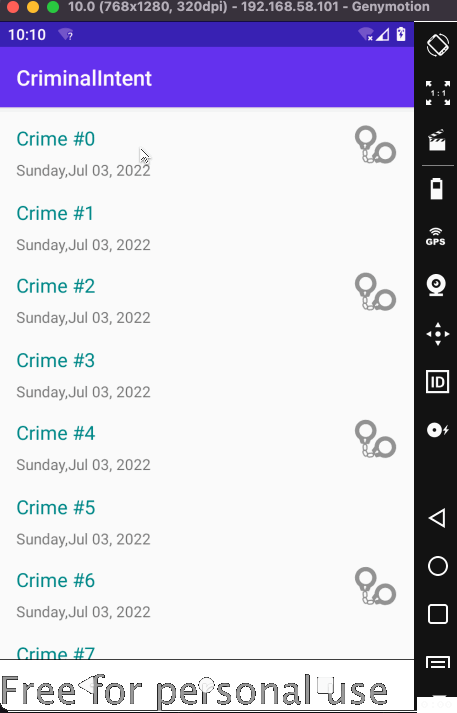 10.0 (768x1280, 320dpi) - 192.168.58.101 - Genymotion
10:10
CriminalIntent
Crime #0
Sunday,Jul 03, 2022
Crime #1
Sunday,Jul 03, 2022
Crime #2
Sunday,Jul 03, 2022
Crime #3
Sunday,Jul 03, 2022
Crime #4
Sunday,Jul 03, 2022
Crime #5
Sunday,Jul 03, 2022
Crime #6
Sunday,Jul 03, 2022
Crime #7
Free for personal use
1:1
GPS
ID